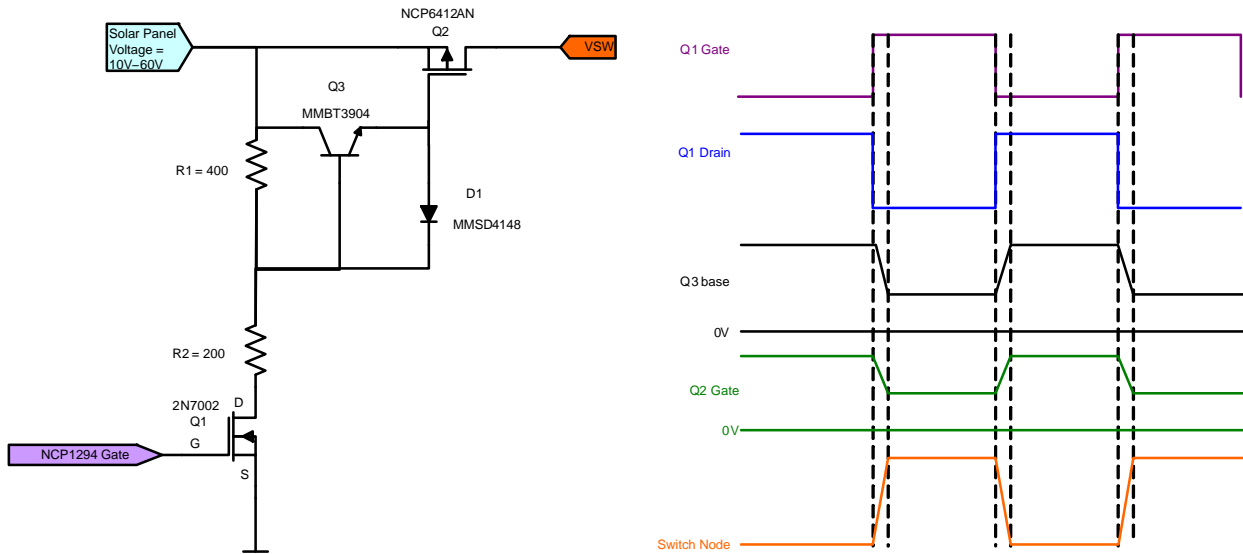 NCP6412AN
Q2
Solar Panel
Voltage =
10V–60V
VSW
Q3
MMBT3904
R1 = 400
D1
MMSD4148
R2 = 200
2N7002
D
Q1
G
NCP1294 Gate
S
Q1 Gate
Q1 Drain
Q3 base
0V
Q2 Gate
0V
Switch Node